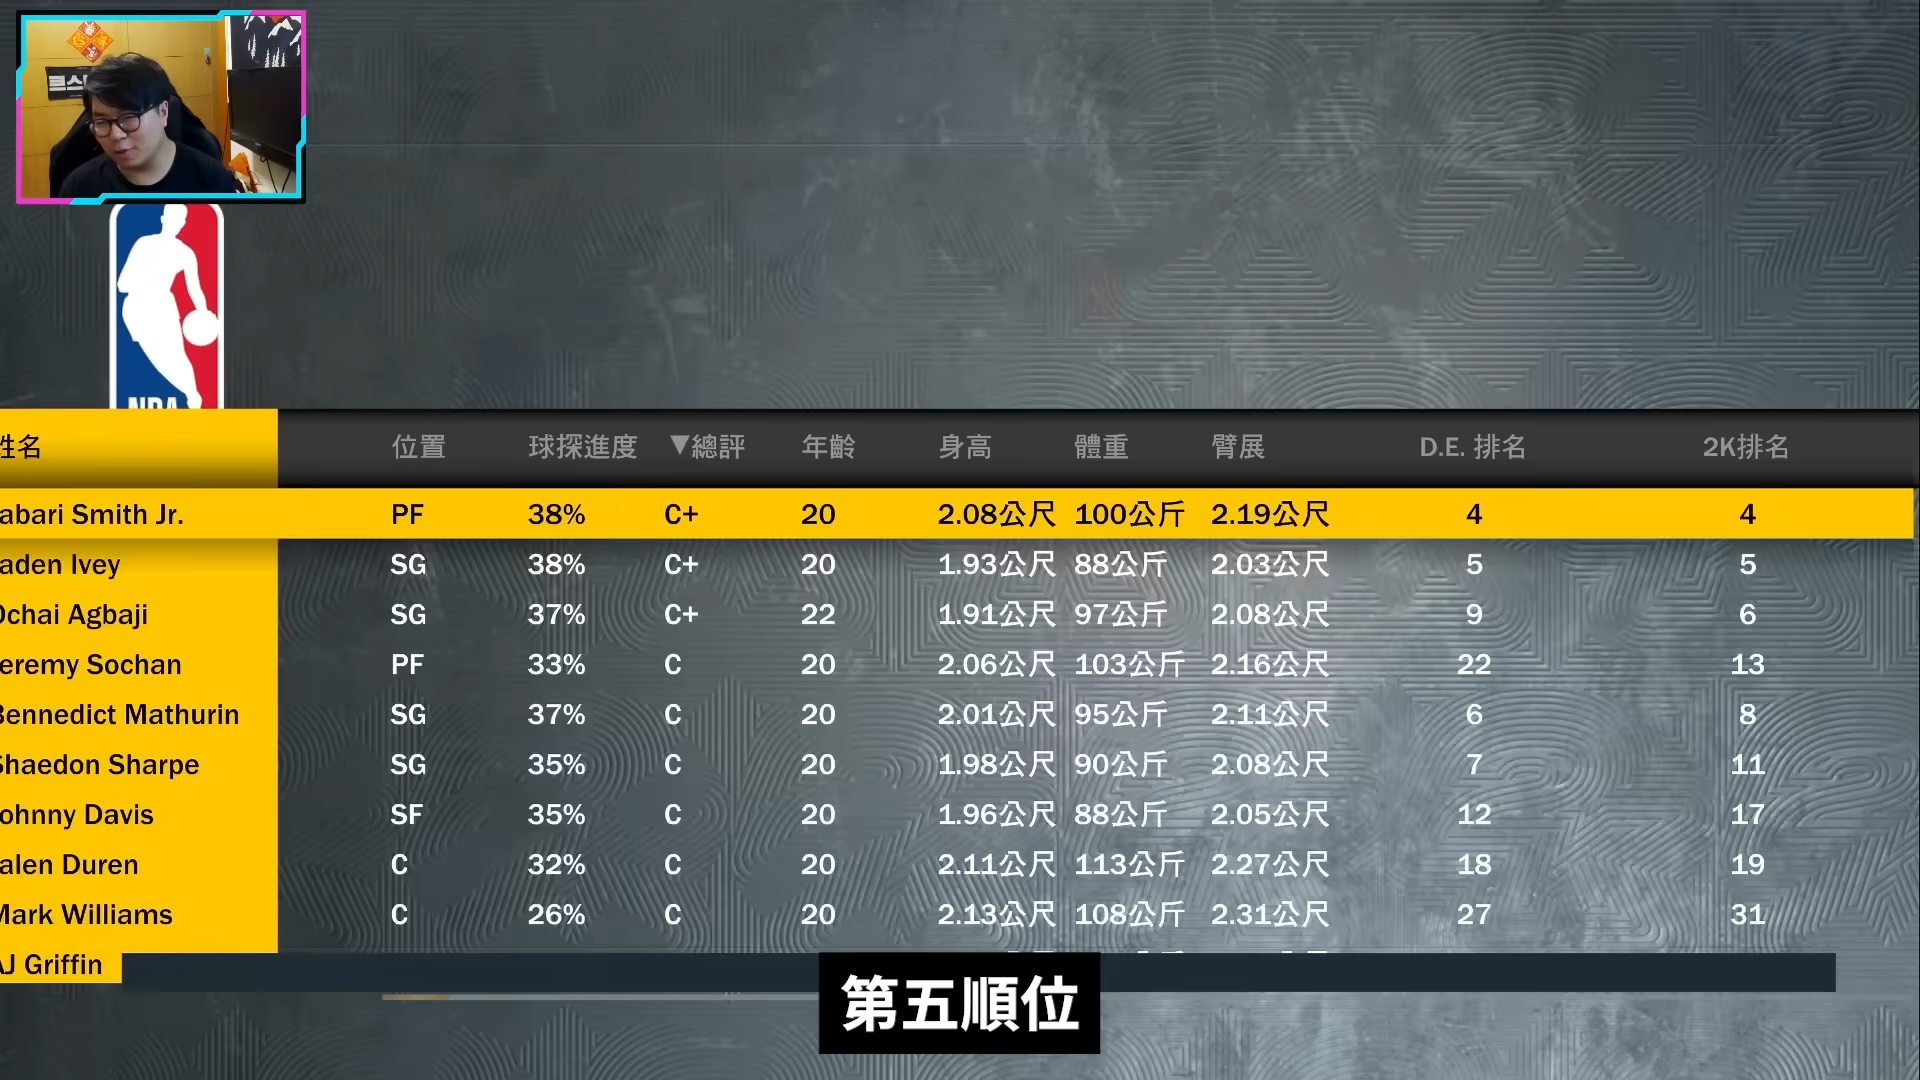 NBA
姓名 位置 球探進度 ▼總評 年齡 身高 體重 臂展 D.E. 排名 2K排名
abari Smith Jr. PF 38% C+ 20 2.08公尺 100公斤 2.19公尺 4 4
aden Ivey SG 38% C+ 20 1.93公尺 88公斤 2.03公尺 5 5
Ochai Agbaji SG 37% C+ 22 1.91公尺 97公斤 2.08公尺 9 6
eremy Sochan PF 33% C 20 2.06公尺 103公斤 2.16公尺 22 13
Bennedict Mathurin SG 37% C 20 2.01公尺 95公斤 2.11公尺 6 8
Shaedon Sharpe SG 35% C 20 1.98公尺 90公斤 2.08公尺 7 11
ohnny Davis SF 35% C 20 1.96公尺 88公斤 2.05公尺 12 17
alen Duren C 32% C 20 2.11公尺 113公斤 2.27公尺 18 19
Mark Williams C 26% C 20 2.13公尺 108公斤 2.31公尺 27 31
AJ Griffin
第五順位